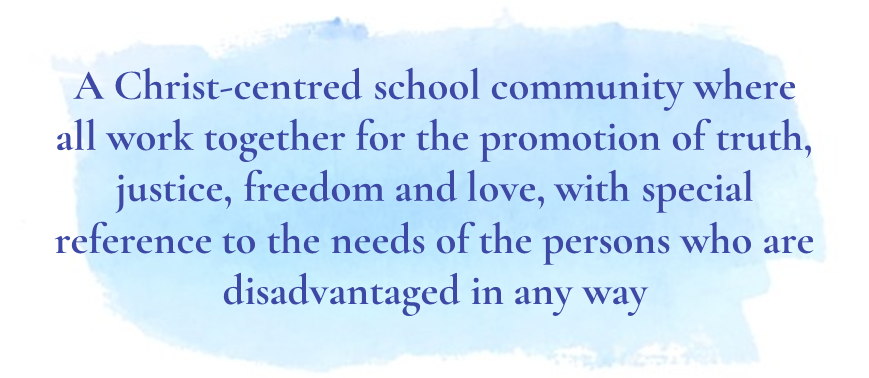 A Christ-centred school community where
all work together for the promotion of truth,
justice, freedom and love, with special
reference to the needs of the persons who are
disadvantaged in any way